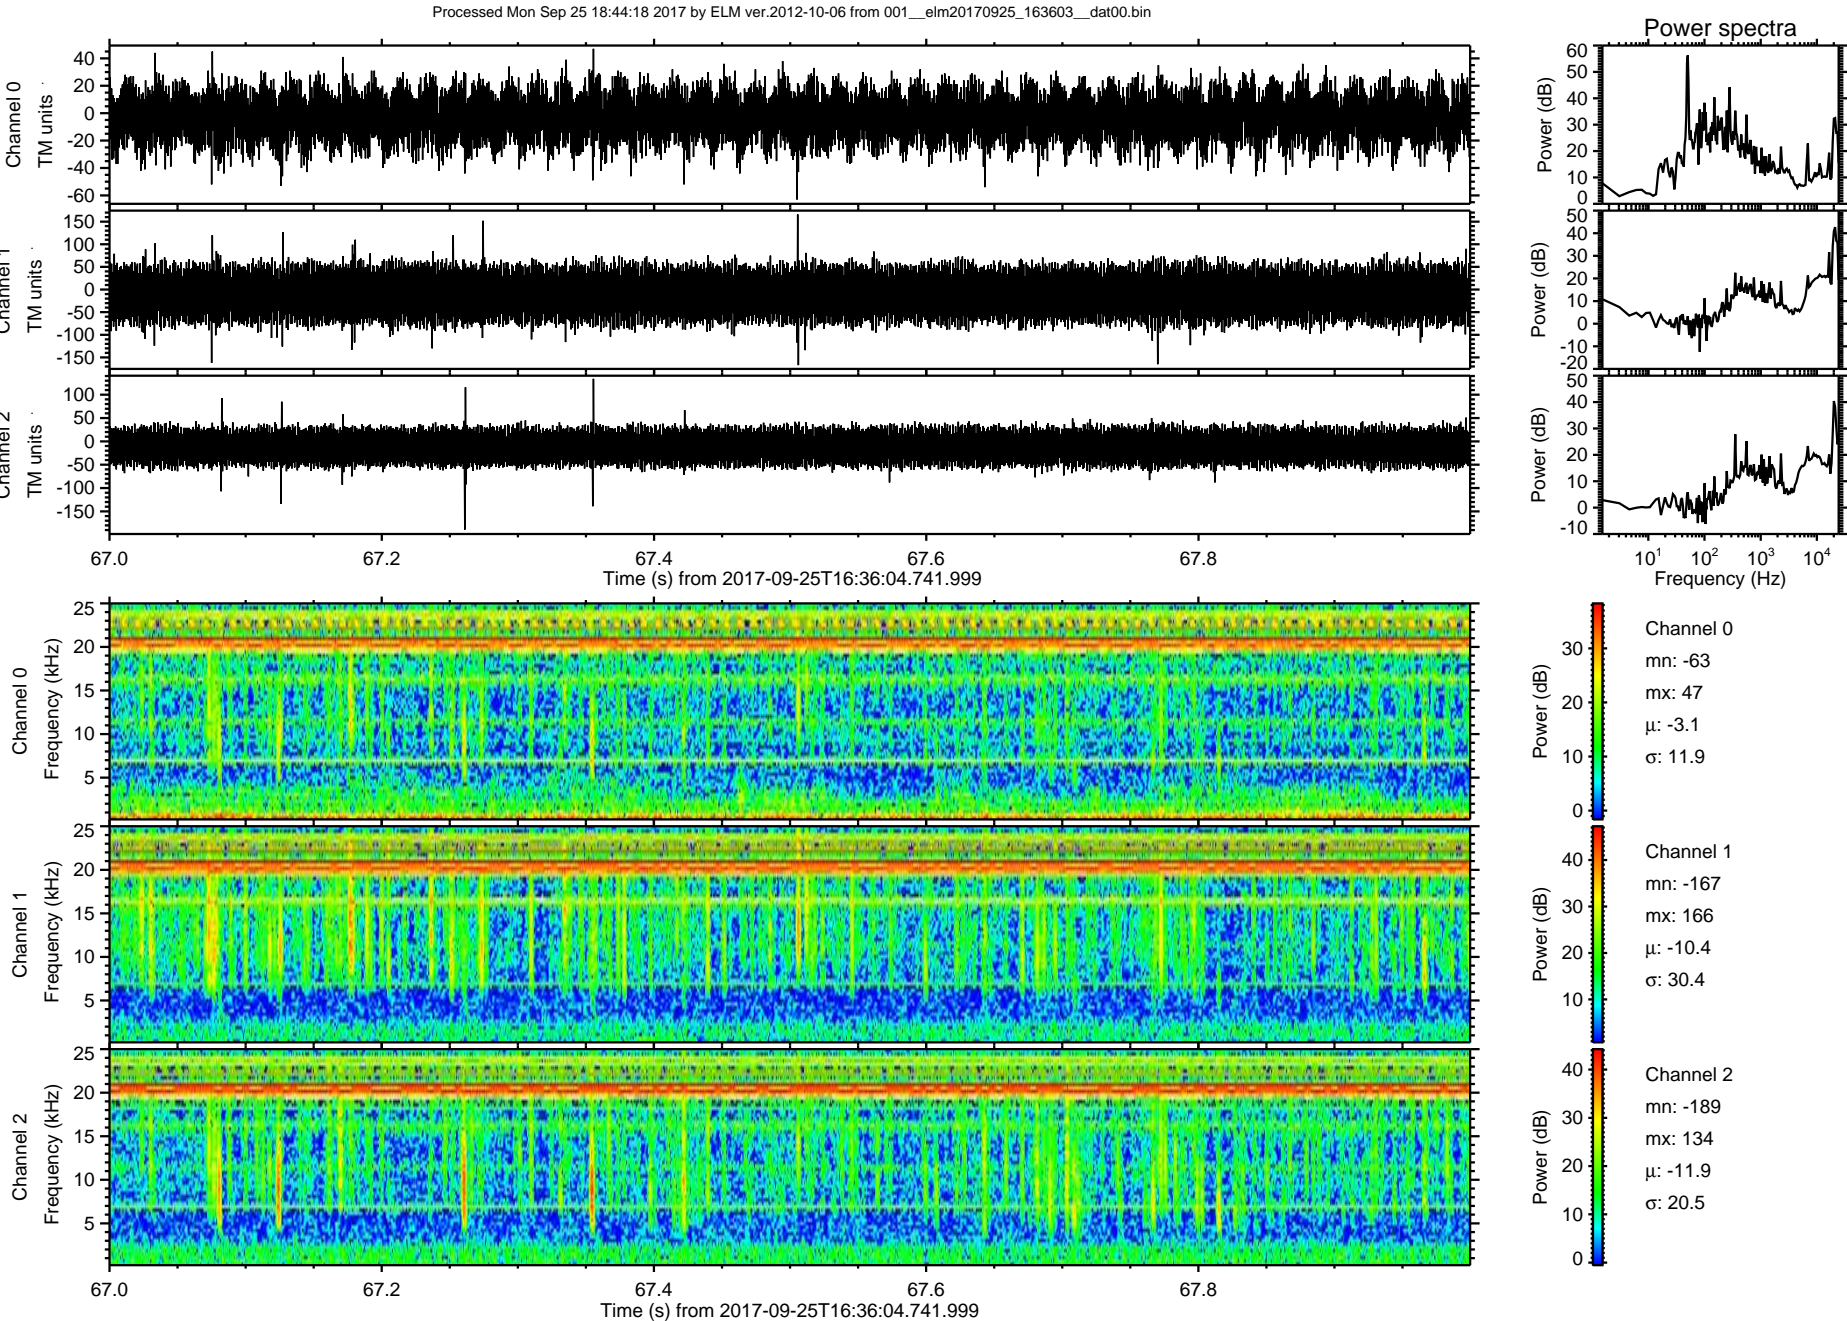 Processed Mon Sep 25 18:44:18 2017 by ELM ver.2012-10-06 from 001__elm20170925_163603__dat00.bin
Power spectra
Channel 0
TM units
40
20
0
-20
-40
-60
Power (dB)
60
50
40
30
20
10
0
Channel 1
TM units
150
100
50
0
-50
-100
-150
Power (dB)
50
40
30
20
10
0
-10
-20
Channel 2
TM units
100
50
0
-50
-100
-150
Power (dB)
50
40
30
20
10
0
-10
67.0 67.2 67.4 67.6 67.8
Time (s) from 2017-09-25T16:36:04.741.999
10¹ 10² 10³ 10⁴
Frequency (Hz)
Channel 0
Frequency (kHz)
25
20
15
10
5
Power (dB)
30
20
10
0
Channel 0
mn: -63
mx: 47
μ: -3.1
σ: 11.9
Channel 1
Frequency (kHz)
25
20
15
10
5
Power (dB)
40
30
20
10
Channel 1
mn: -167
mx: 166
μ: -10.4
σ: 30.4
Channel 2
Frequency (kHz)
25
20
15
10
5
Power (dB)
40
30
20
10
0
Channel 2
mn: -189
mx: 134
μ: -11.9
σ: 20.5
67.0 67.2 67.4 67.6 67.8
Time (s) from 2017-09-25T16:36:04.741.999